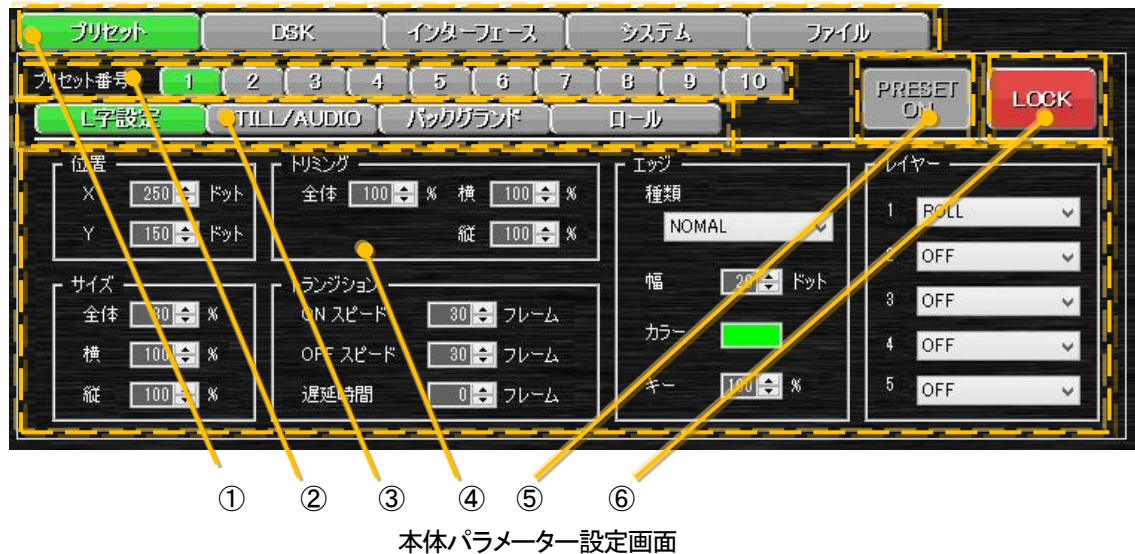 プリセット DSK インターフェース システム ファイル
プリセット番号 1 2 3 4 5 6 7 8 9 10
PRESET ON LOCK
L字設定 STILL/AUDIO バックグランド ロール
位置 トリミング エッジ レイヤー
X 250 ドット 全体 100 % 横 100 % 種類 1 ROLL
Y 150 ドット 縦 100 % NOMAL 2 OFF
サイズ トランジション 幅 20 ドット
全体 80 % ON スピード 30 フレーム 3 OFF
横 100 % OFF スピード 30 フレーム カラー 4 OFF
縦 100 % 遅延時間 0 フレーム キー 100 % 5 OFF
① ② ③ ④ ⑤ ⑥
本体パラメーター設定画面